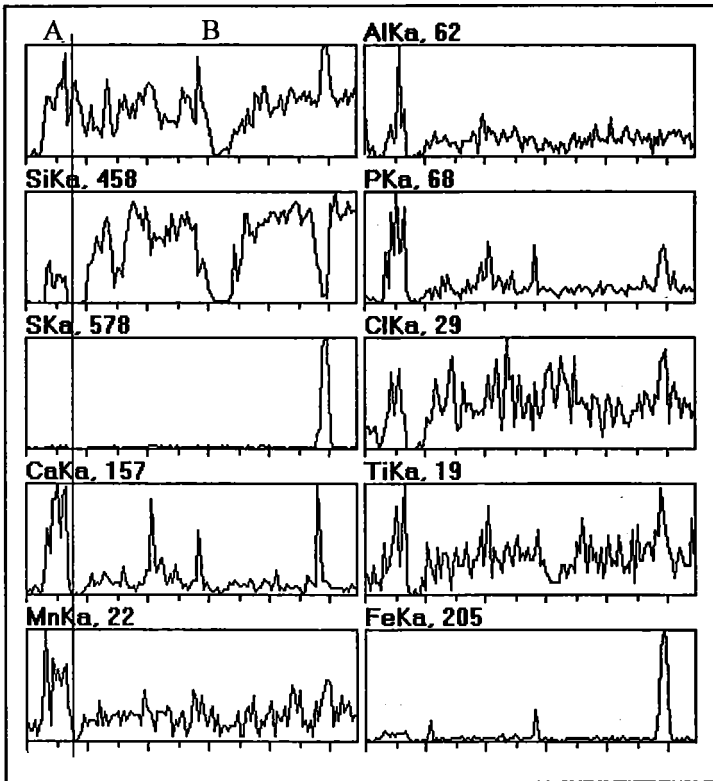 A B
AlKa, 62
SiKa, 458
PKa, 68
SKa, 578
ClKa, 29
CaKa, 157
TiKa, 19
MnKa, 22
FeKa, 205